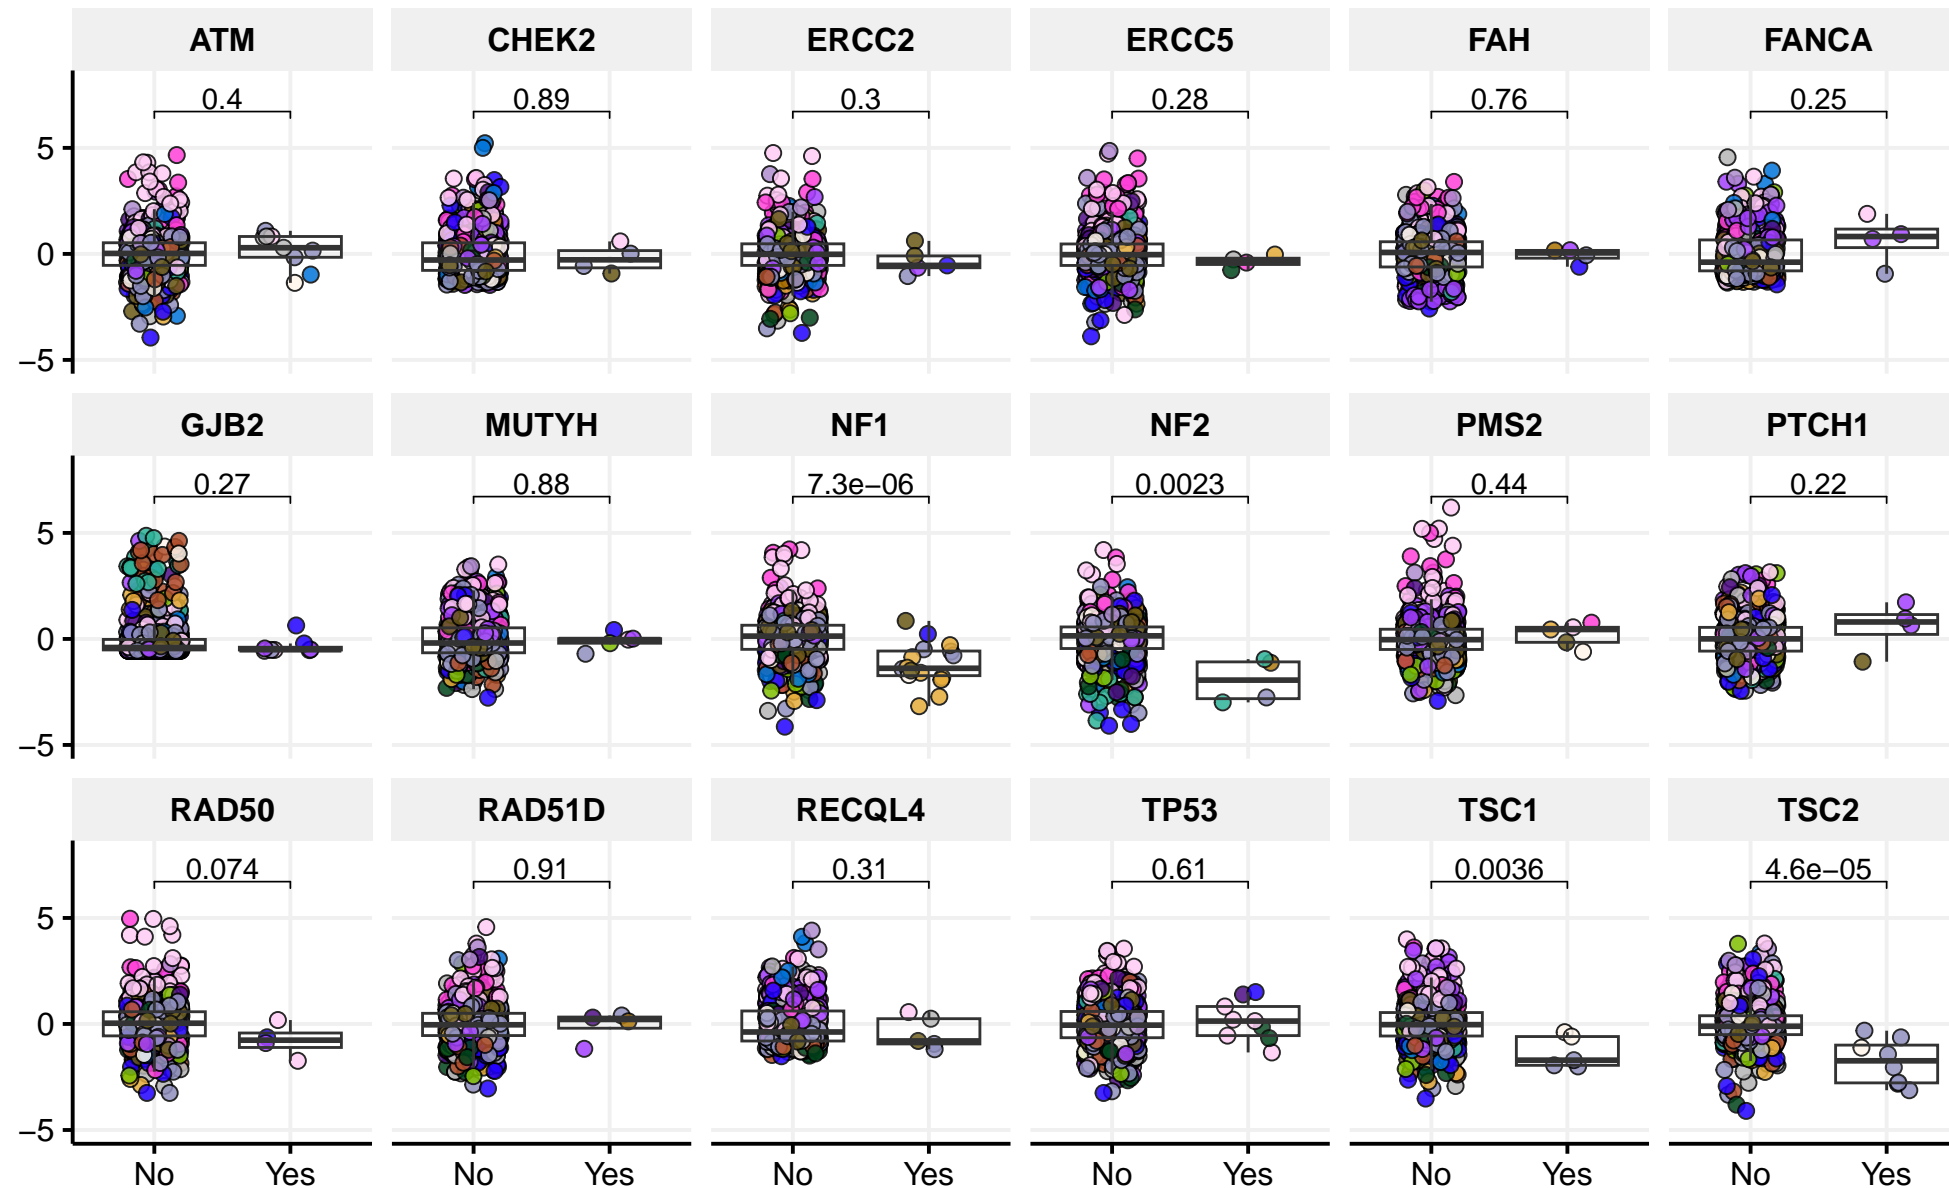 ATM CHEK2 ERCC2 ERCC5 FAH FANCA
0.4 0.89 0.3 0.28 0.76 0.25
5
0
−5
GJB2 MUTYH NF1 NF2 PMS2 PTCH1
0.27 0.88 7.3e−06 0.0023 0.44 0.22
5
0
−5
RAD50 RAD51D RECQL4 TP53 TSC1 TSC2
0.074 0.91 0.31 0.61 0.0036 4.6e−05
5
0
−5
No Yes No Yes No Yes No Yes No Yes No Yes